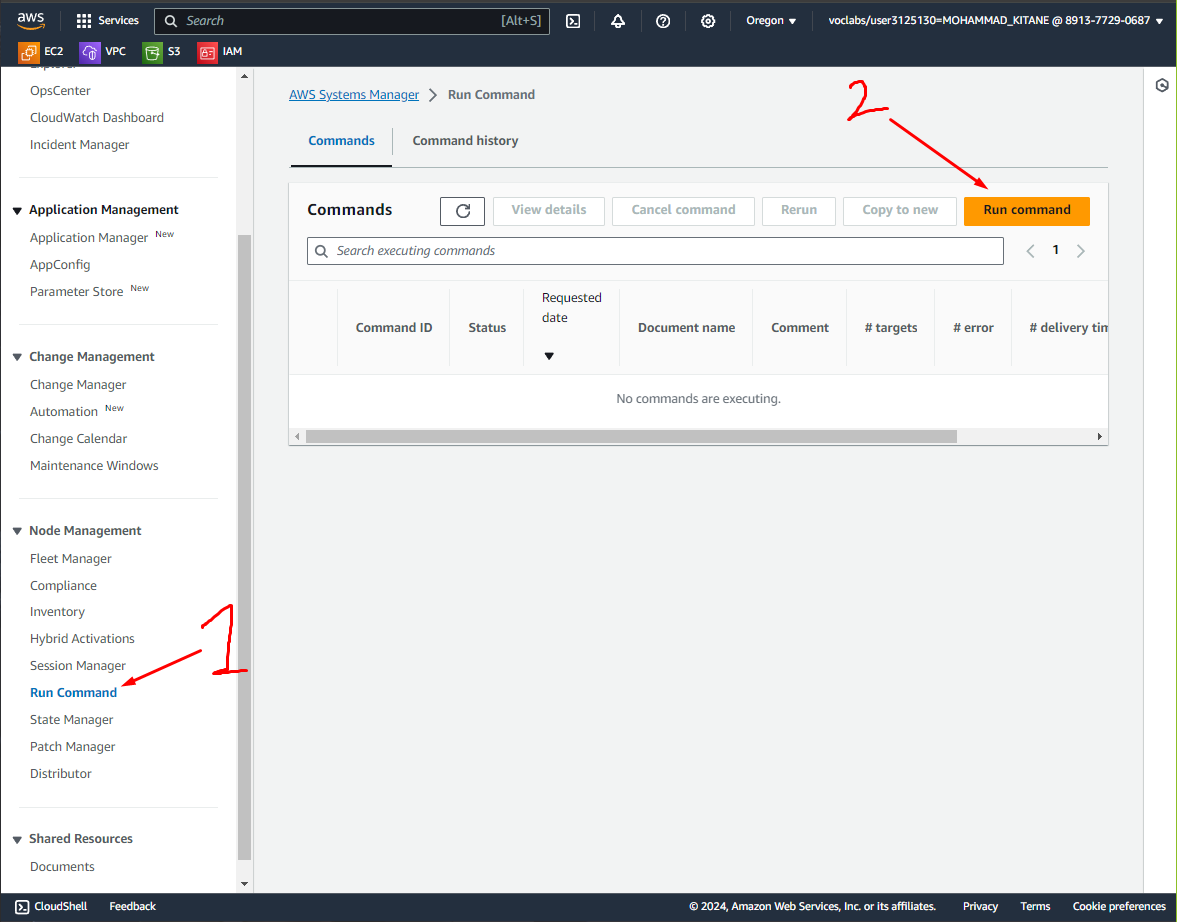 aws
Services
Search [Alt+S]
Oregon ▼
voclabs/user3125130=MOHAMMAD_KITANE @ 8913-7729-0687 ▼
EC2 VPC S3 IAM
Explorer
OpsCenter
CloudWatch Dashboard
Incident Manager
Application Management
Application Manager New
AppConfig
Parameter Store New
Change Management
Change Manager
Automation New
Change Calendar
Maintenance Windows
Node Management
Fleet Manager
Compliance
Inventory
Hybrid Activations
Session Manager
Run Command
State Manager
Patch Manager
Distributor
Shared Resources
Documents
1
AWS Systems Manager > Run Command
2
Commands Command history
Commands
View details
Cancel command
Rerun
Copy to new
Run command
Search executing commands
< 1 >
Command ID
Status
Requested
date
Document name
Comment
# targets
# error
# delivery tim
No commands are executing.
CloudShell Feedback
© 2024, Amazon Web Services, Inc. or its affiliates. Privacy Terms Cookie preferences